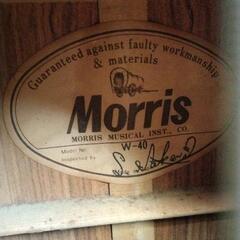 Guaranteed against faulty workmanship
& materials
Morris
MORRIS MUSICAL INST., CO.
Model No. W-40
Inspected by